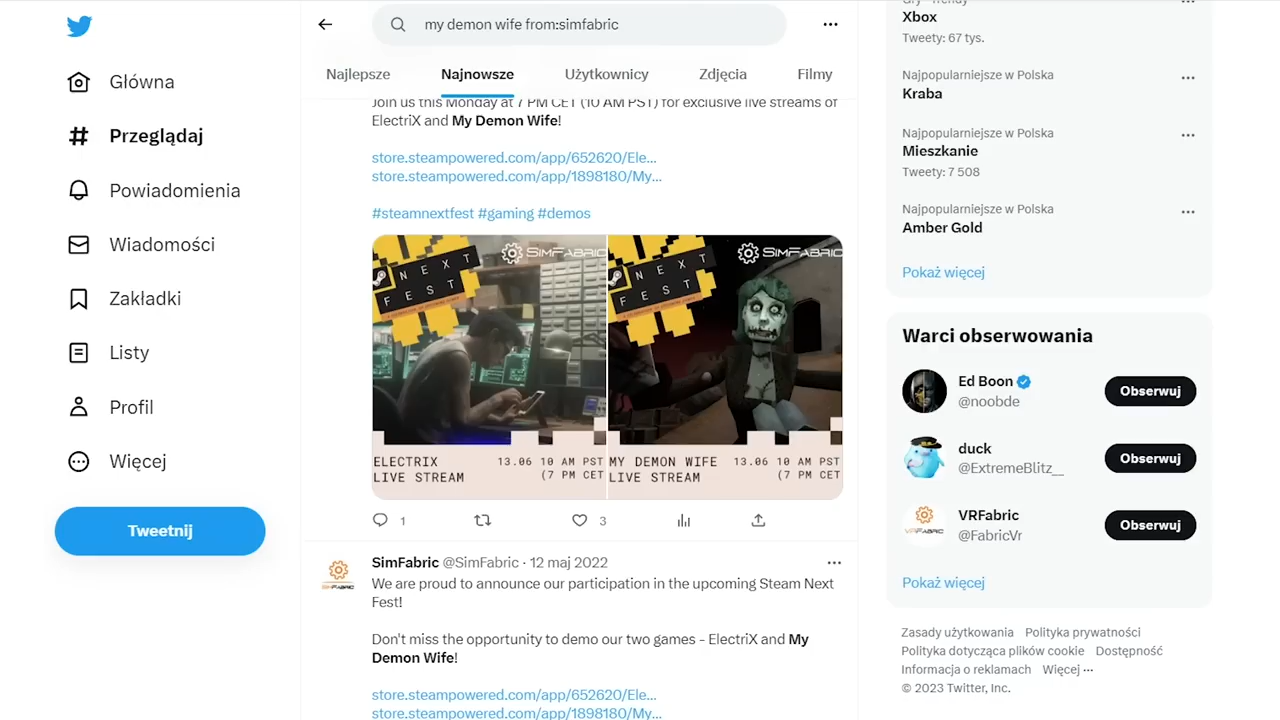 Główna
Przeglądaj
Powiadomienia
Wiadomości
Zakładki
Listy
Profil
Więcej
Tweetnij
my demon wife from:simfabric
Najlepsze
Najnowsze
Użytkownicy
Zdjęcia
Filmy
Join us this Monday at 7 PM CET (10 AM PST) for exclusive live streams of
ElectriX and My Demon Wife!
store.steampowered.com/app/652620/Ele...
store.steampowered.com/app/1898180/My...
#steamnextfest #gaming #demos
NEXT
FEST
SIMFABRIC
ELECTRIX
LIVE STREAM
13.06 10 AM PST
(7 PM CET
NEXT
FEST
SIMFABRIC
MY DEMON WIFE
LIVE STREAM
13.06 10 AM PST
(7 PM CET
1
3
SimFabric @SimFabric · 12 maj 2022
We are proud to announce our participation in the upcoming Steam Next
Fest!
Don't miss the opportunity to demo our two games - ElectriX and My
Demon Wife!
store.steampowered.com/app/652620/Ele...
store.steampowered.com/app/1898180/My...
Xbox
Tweety: 67 tys.
Najpopularniejsze w Polska
Kraba
Najpopularniejsze w Polska
Mieszkanie
Tweety: 7 508
Najpopularniejsze w Polska
Amber Gold
Pokaż więcej
Warci obserwowania
Ed Boon
@noobde
Obserwuj
duck
@ExtremeBlitz__
Obserwuj
VRFabric
@FabricVr
Obserwuj
Pokaż więcej
Zasady użytkowania Polityka prywatności
Polityka dotycząca plików cookie Dostępność
Informacja o reklamach Więcej ...
© 2023 Twitter, Inc.